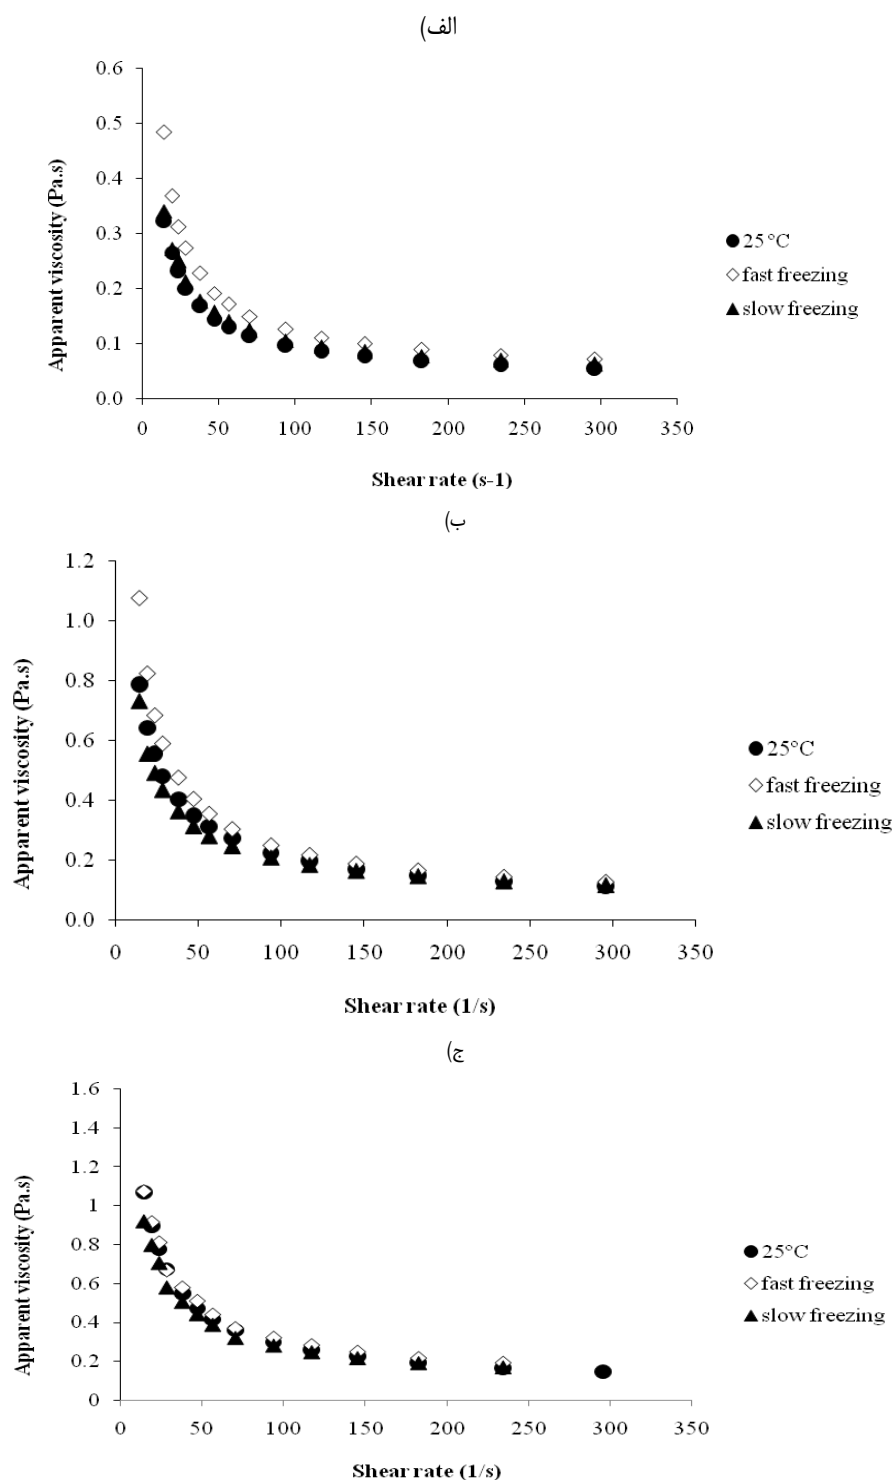 الف)
0.6
0.5
0.4
0.3
0.2
0.1
0.0
Apparent viscosity (Pa.s)
0 50 100 150 200 250 300 350
Shear rate (s-1)
25 °C
fast freezing
slow freezing
ب)
1.2
1.0
0.8
0.6
0.4
0.2
0.0
Apparent viscosity (Pa.s)
0 50 100 150 200 250 300 350
Shear rate (1/s)
25°C
fast freezing
slow freezing
ج)
1.6
1.4
1.2
1
0.8
0.6
0.4
0.2
0
Apparent viscosity (Pa.s)
0 50 100 150 200 250 300 350
Shear rate (1/s)
25°C
fast freezing
slow freezing